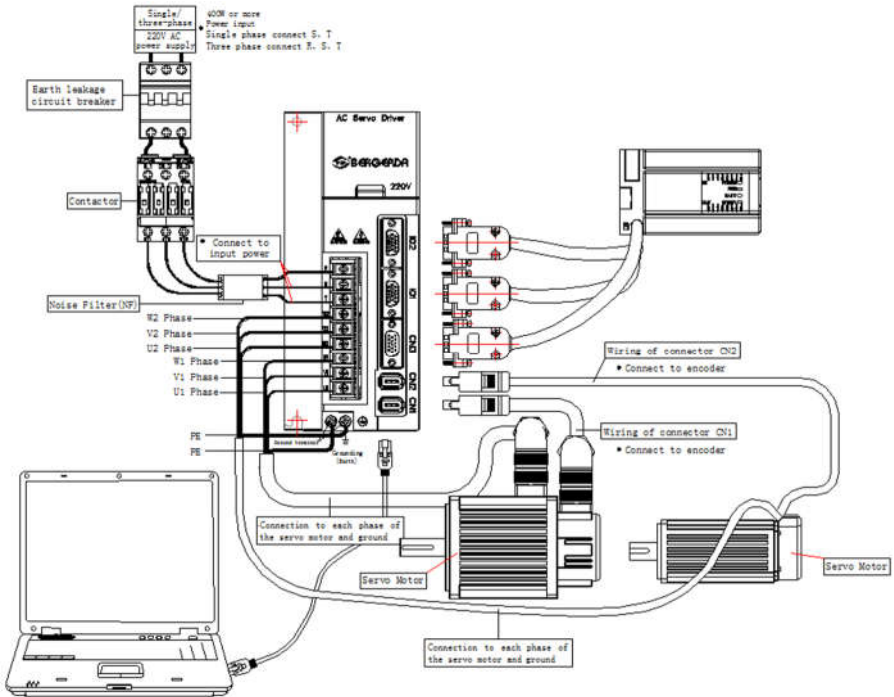 Single/
three-phase
220V AC
power supply
* 400W or more
Power input
Single phase connect S. T
Three phase connect R. S. T
Earth leakage
circuit breaker
Contactor
AC Servo Driver
BERGERDA
220V
* Connect to
input power
Noise Filter(NF)
W2 Phase
V2 Phase
U2 Phase
W1 Phase
V1 Phase
U1 Phase
PE
PE
IO2
IO1
CN3
CN2
CN1
Ground terminal
Grounding
(Earth)
Wiring of connector CN2
* Connect to encoder
Wiring of connector CN1
* Connect to encoder
Connection to each phase of
the servo motor and ground
Servo Motor
Servo Motor
Connection to each phase of
the servo motor and ground